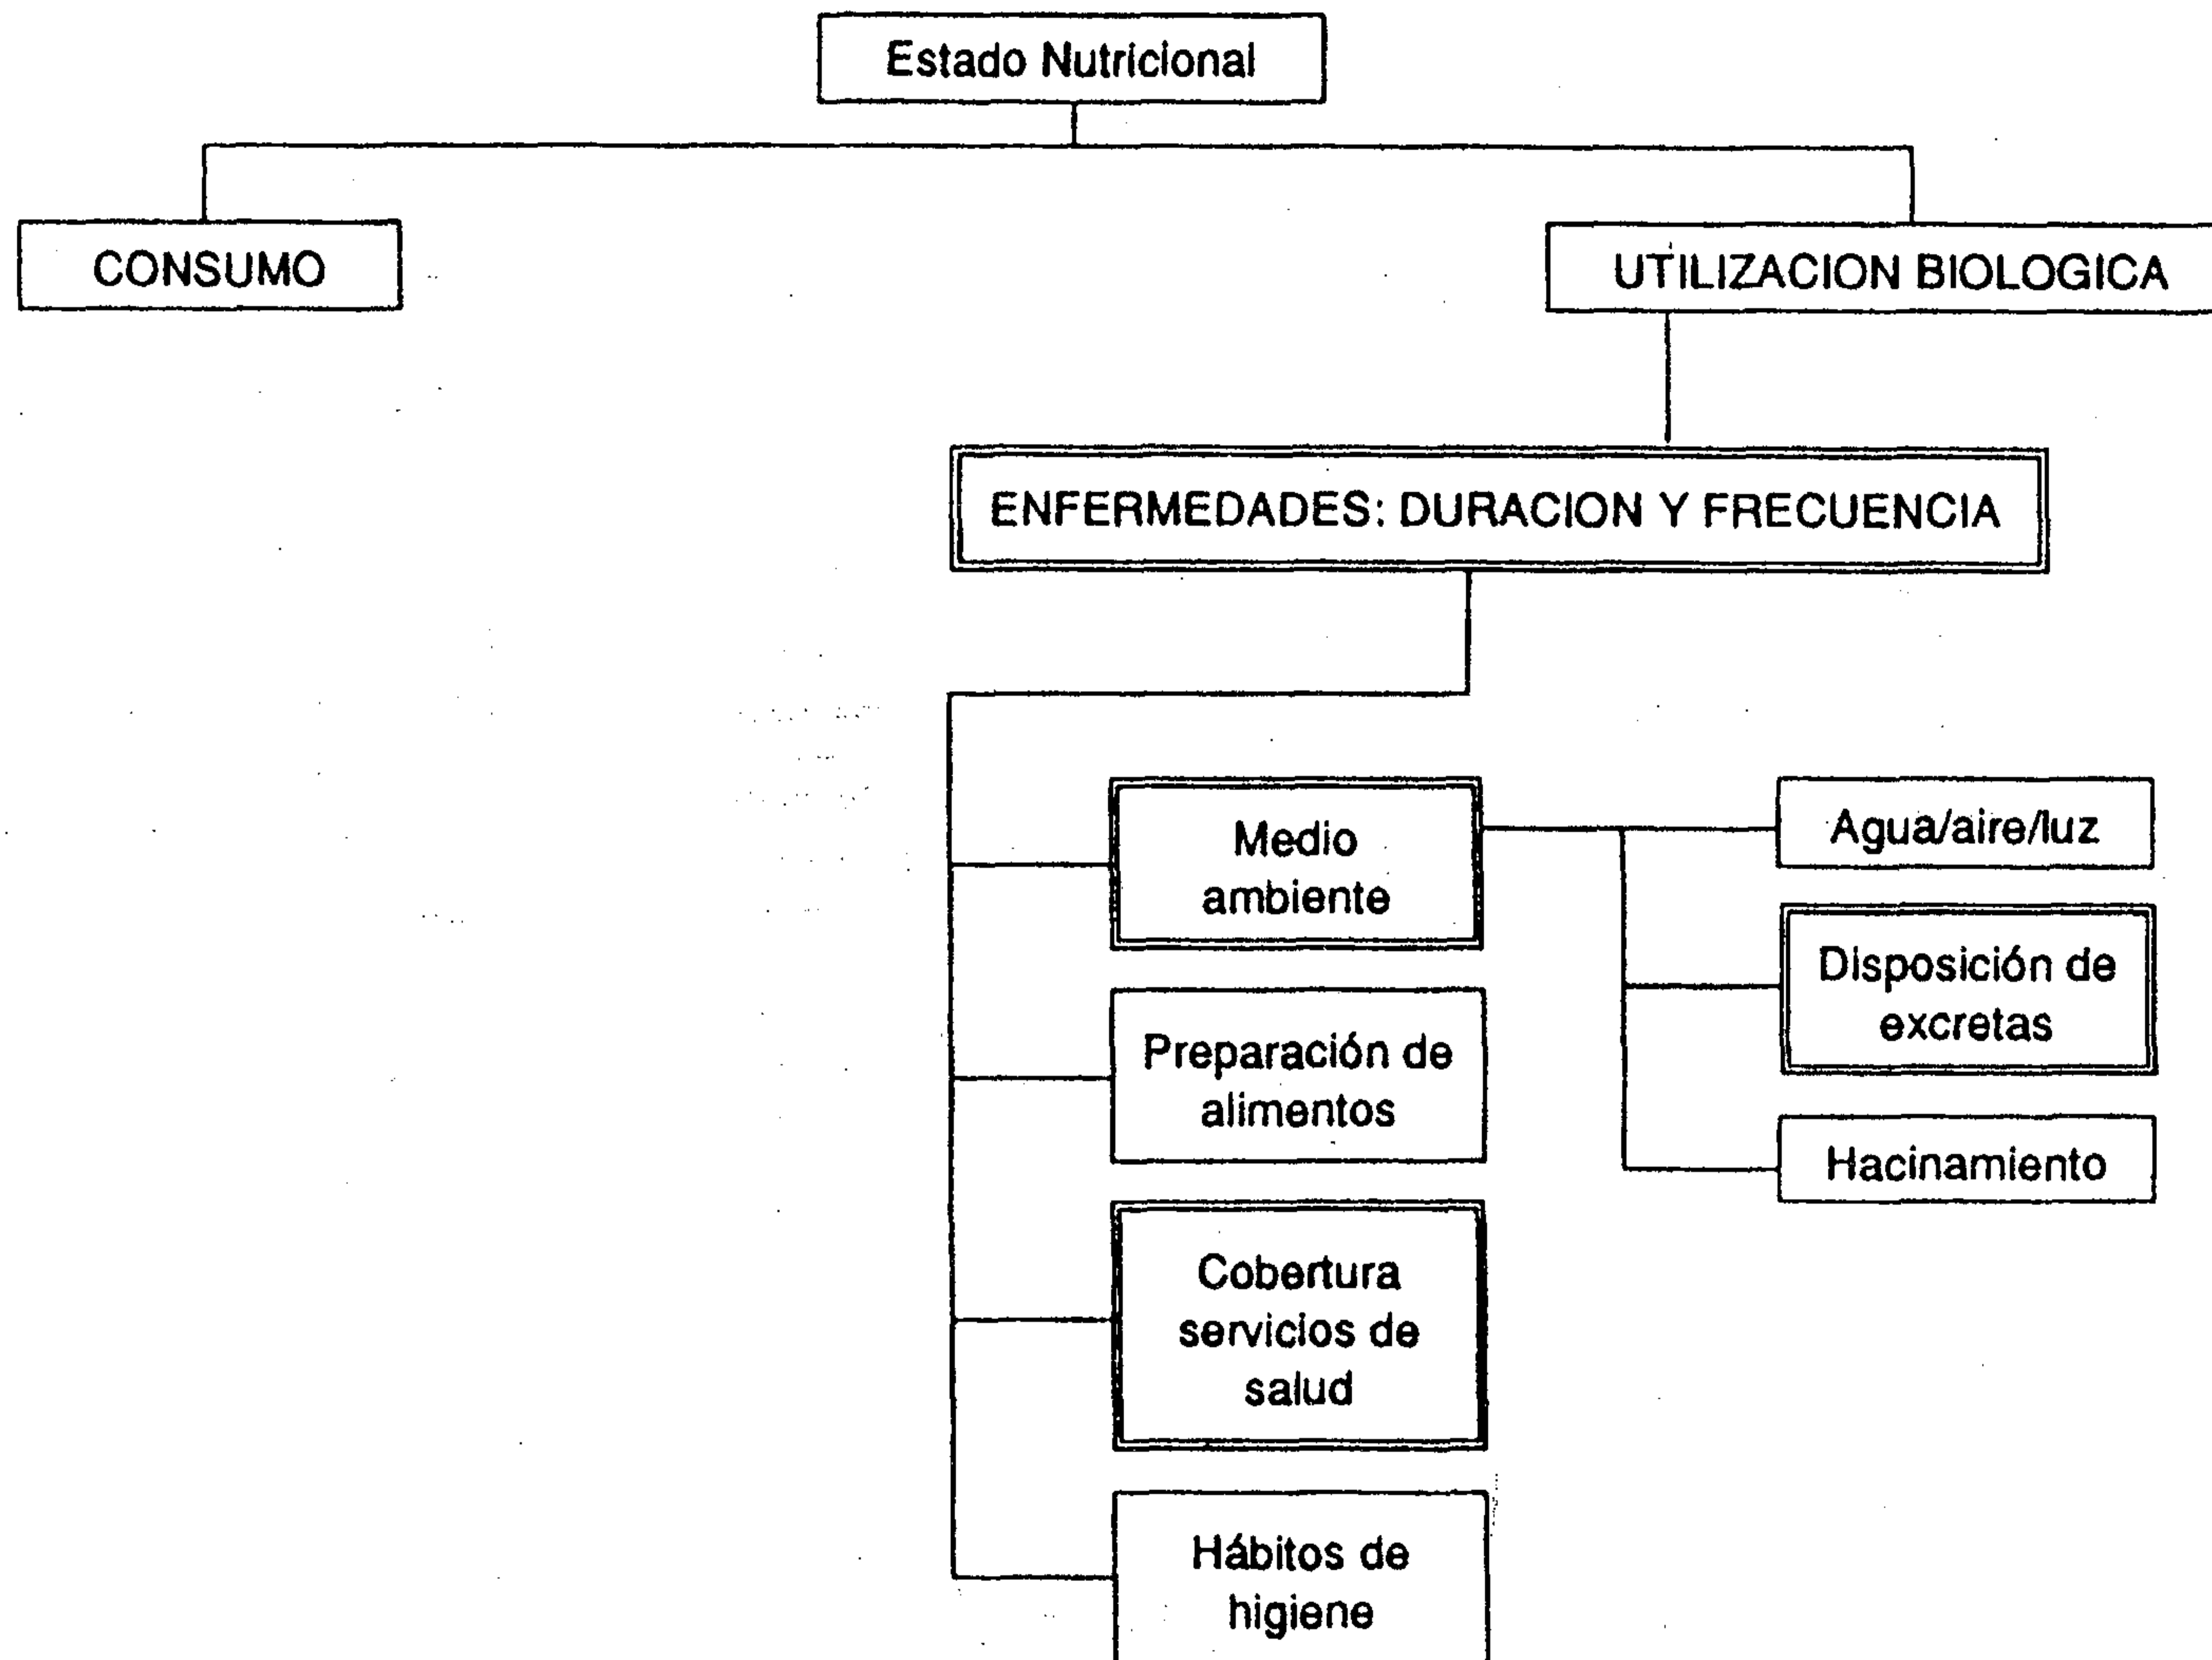 Estado Nutricional
CONSUMO
UTILIZACION BIOLOGICA
ENFERMEDADES: DURACION Y FRECUENCIA
Medio
ambiente
Agua/aire/luz
Disposición de
excretas
Preparación de
alimentos
Hacinamiento
Cobertura
servicios de
salud
Hábitos de
higiene